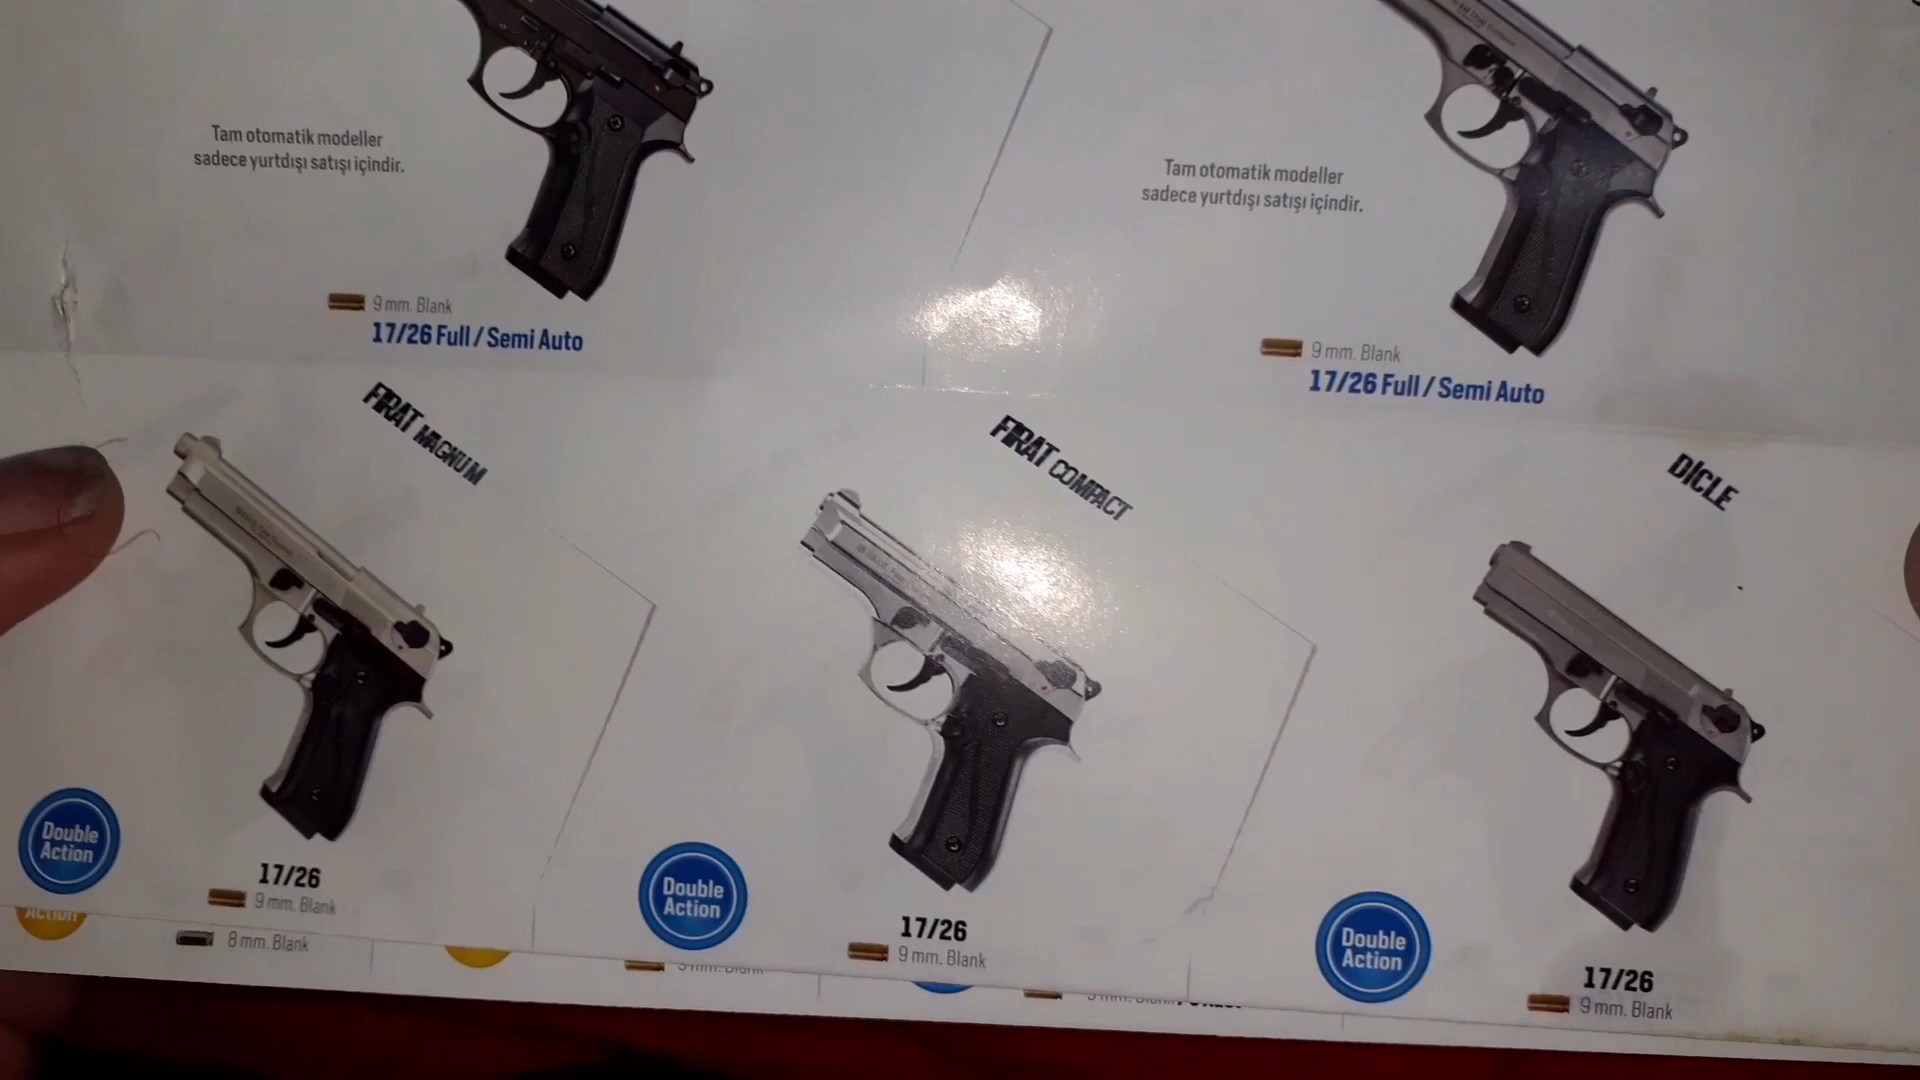 Tam otomatik modeller
sadece yurtdışı satışı içindir.
9 mm. Blank
17/26 Full / Semi Auto
Tam otomatik modeller
sadece yurtdışı satışı içindir.
9 mm. Blank
17/26 Full / Semi Auto
FIRAT MAGNUM
Double
Action
17/26
9 mm. Blank
FIRAT COMPACT
Double
Action
17/26
9 mm. Blank
DİCLE
Double
Action
17/26
9 mm. Blank
ACTION
8 mm. Blank